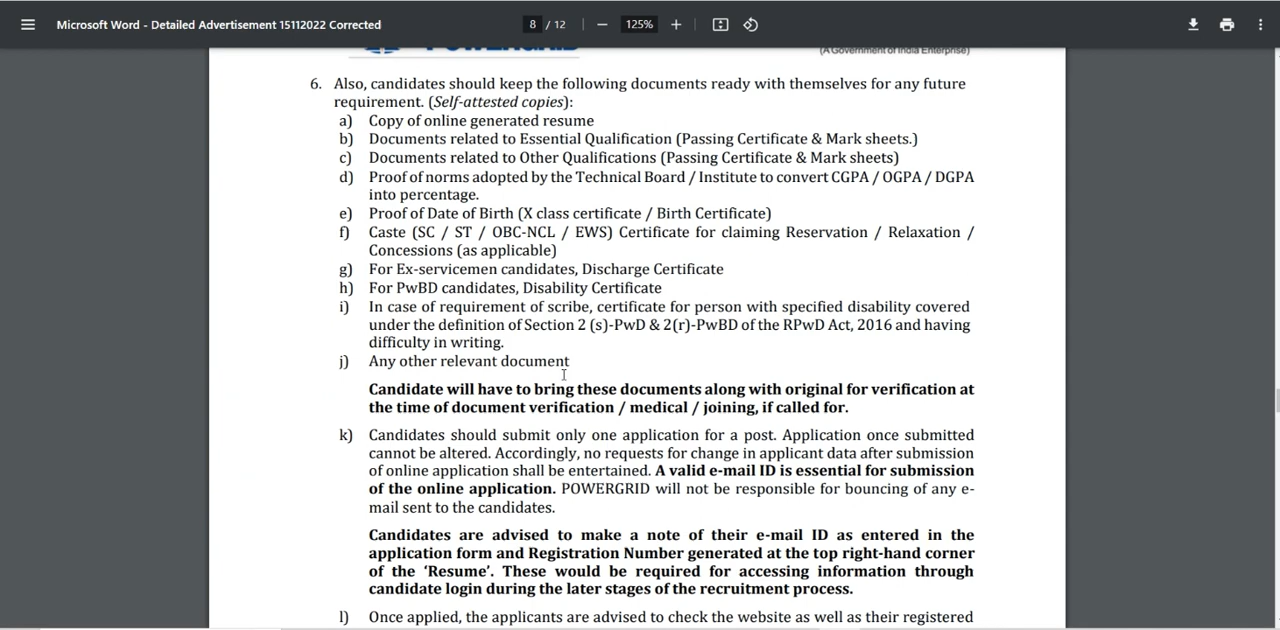 Microsoft Word - Detailed Advertisement 15112022 Corrected
8 / 12
125%
POWERGRID
(A Government of India Enterprise)
6. Also, candidates should keep the following documents ready with themselves for any future
requirement. (Self-attested copies):
a) Copy of online generated resume
b) Documents related to Essential Qualification (Passing Certificate & Mark sheets.)
c) Documents related to Other Qualifications (Passing Certificate & Mark sheets)
d) Proof of norms adopted by the Technical Board / Institute to convert CGPA / OGPA / DGPA
into percentage.
e) Proof of Date of Birth (X class certificate / Birth Certificate)
f) Caste (SC / ST / OBC-NCL / EWS) Certificate for claiming Reservation / Relaxation /
Concessions (as applicable)
g) For Ex-servicemen candidates, Discharge Certificate
h) For PwBD candidates, Disability Certificate
i) In case of requirement of scribe, certificate for person with specified disability covered
under the definition of Section 2 (s)-PwD & 2(r)-PwBD of the RPwD Act, 2016 and having
difficulty in writing.
j) Any other relevant document
Candidate will have to bring these documents along with original for verification at
the time of document verification / medical / joining, if called for.
k) Candidates should submit only one application for a post. Application once submitted
cannot be altered. Accordingly, no requests for change in applicant data after submission
of online application shall be entertained. A valid e-mail ID is essential for submission
of the online application. POWERGRID will not be responsible for bouncing of any e-
mail sent to the candidates.
Candidates are advised to make a note of their e-mail ID as entered in the
application form and Registration Number generated at the top right-hand corner
of the ‘Resume’. These would be required for accessing information through
candidate login during the later stages of the recruitment process.
l) Once applied, the applicants are advised to check the website as well as their registered